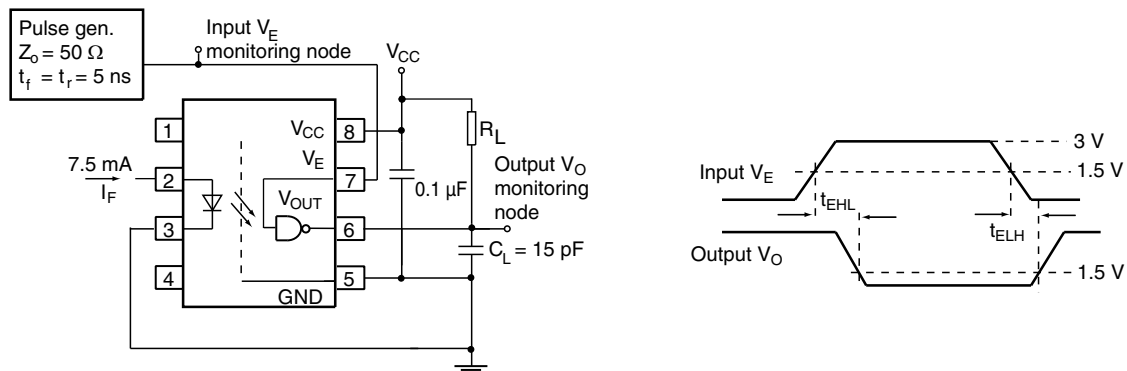 Pulse gen.
Zo = 50 Ω
tf = tr = 5 ns
Input VE
monitoring node
VCC
1
VCC
8
RL
VE
7.5 mA
IF
2
7
0.1 µF
Output VO
monitoring
node
VOUT
3
6
CL = 15 pF
4
5
GND
3 V
Input VE
1.5 V
tEHL
tELH
Output VO
1.5 V